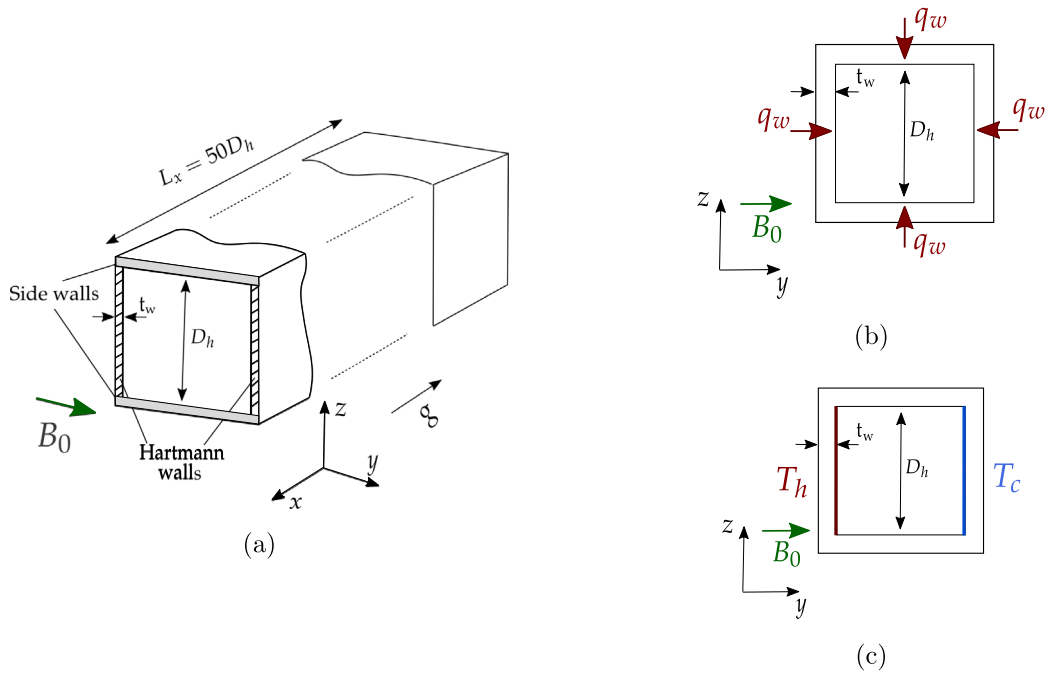 L_x = 50D_h
Side walls
t_w
D_h
B_0
Hartmann
walls
g
z
y
x
(a)
q_w
t_w
q_w
q_w
D_h
z
B_0
q_w
y
(b)
t_w
D_h
T_h
T_c
z
B_0
y
(c)